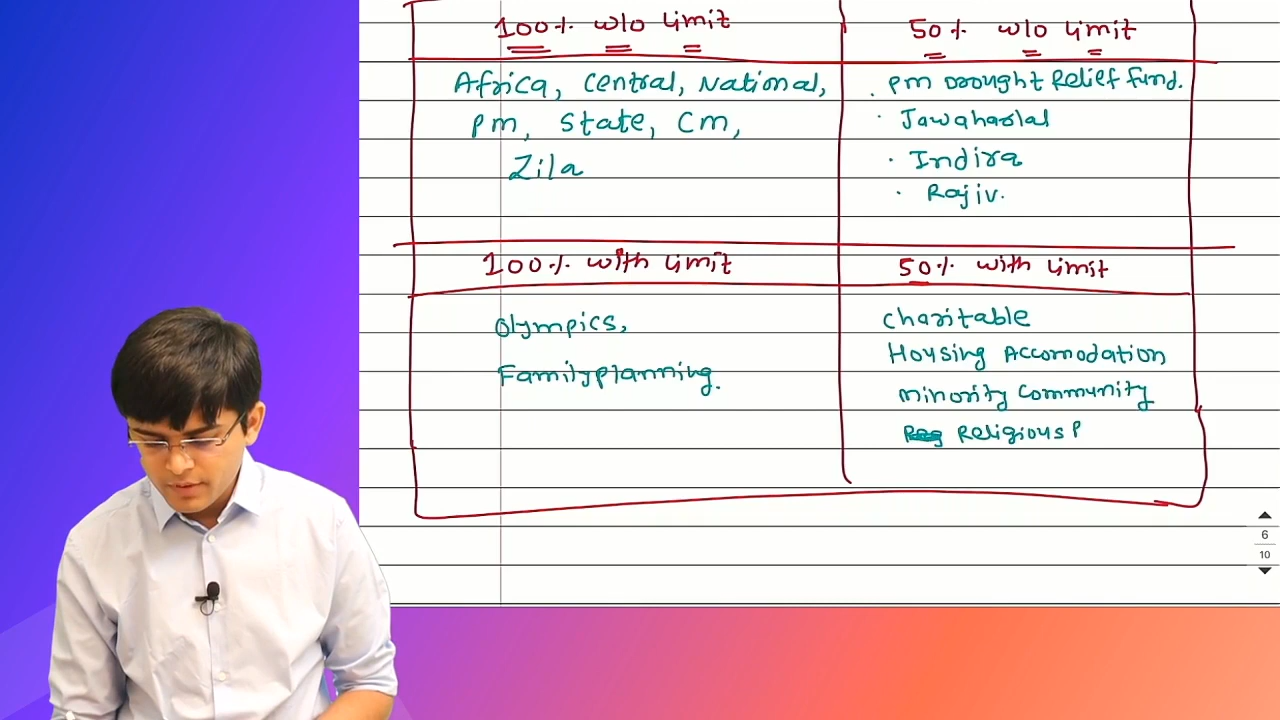 100% w/o limit
50% w/o limit
Africa, Central, National,
PM, State, CM,
Zila
. PM Drought Relief Fund.
· Jawaharlal
· Indira
· Rajiv.
100% with limit
50% with limit
Olympics,
Familyplanning.
Charitable
Housing Accomodation
Minority Community
Religious P
6
10